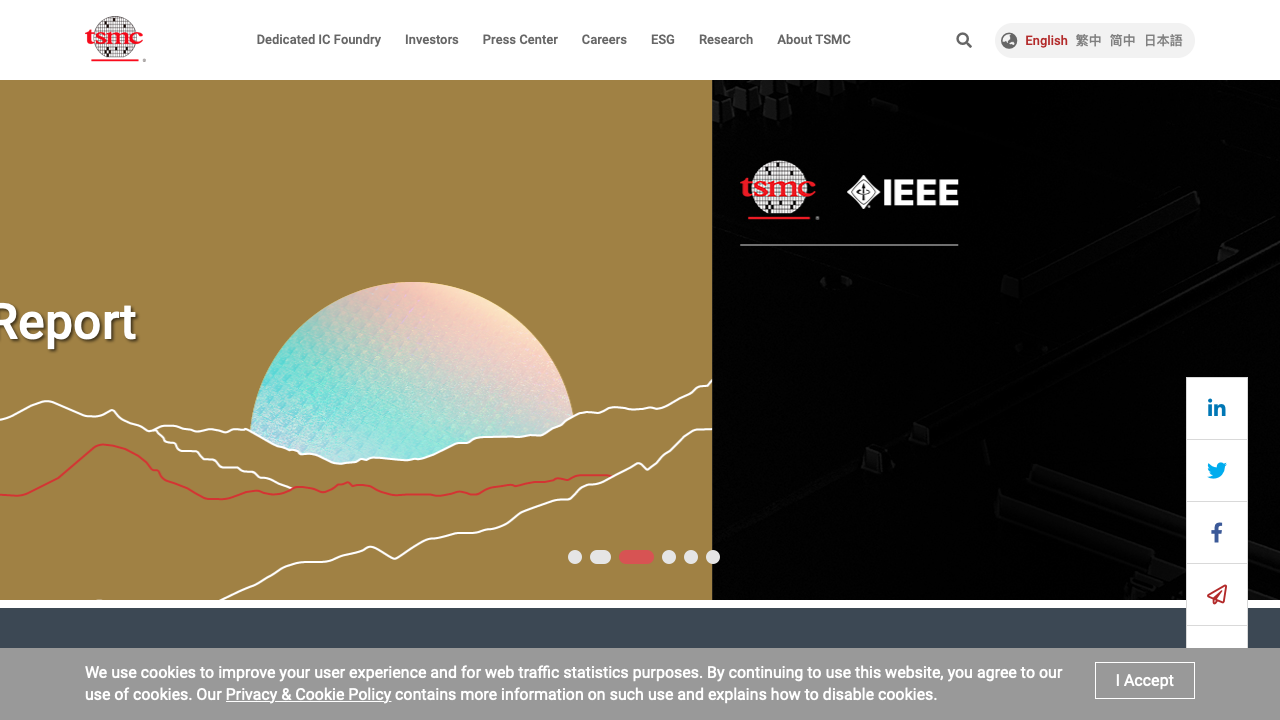 tsmc
Dedicated IC Foundry
Investors
Press Center
Careers
ESG
Research
About TSMC
English
繁中
简中
日本語
Report
tsmc
IEEE
We use cookies to improve your user experience and for web traffic statistics purposes. By continuing to use this website, you agree to our
use of cookies. Our Privacy & Cookie Policy contains more information on such use and explains how to disable cookies.
I Accept